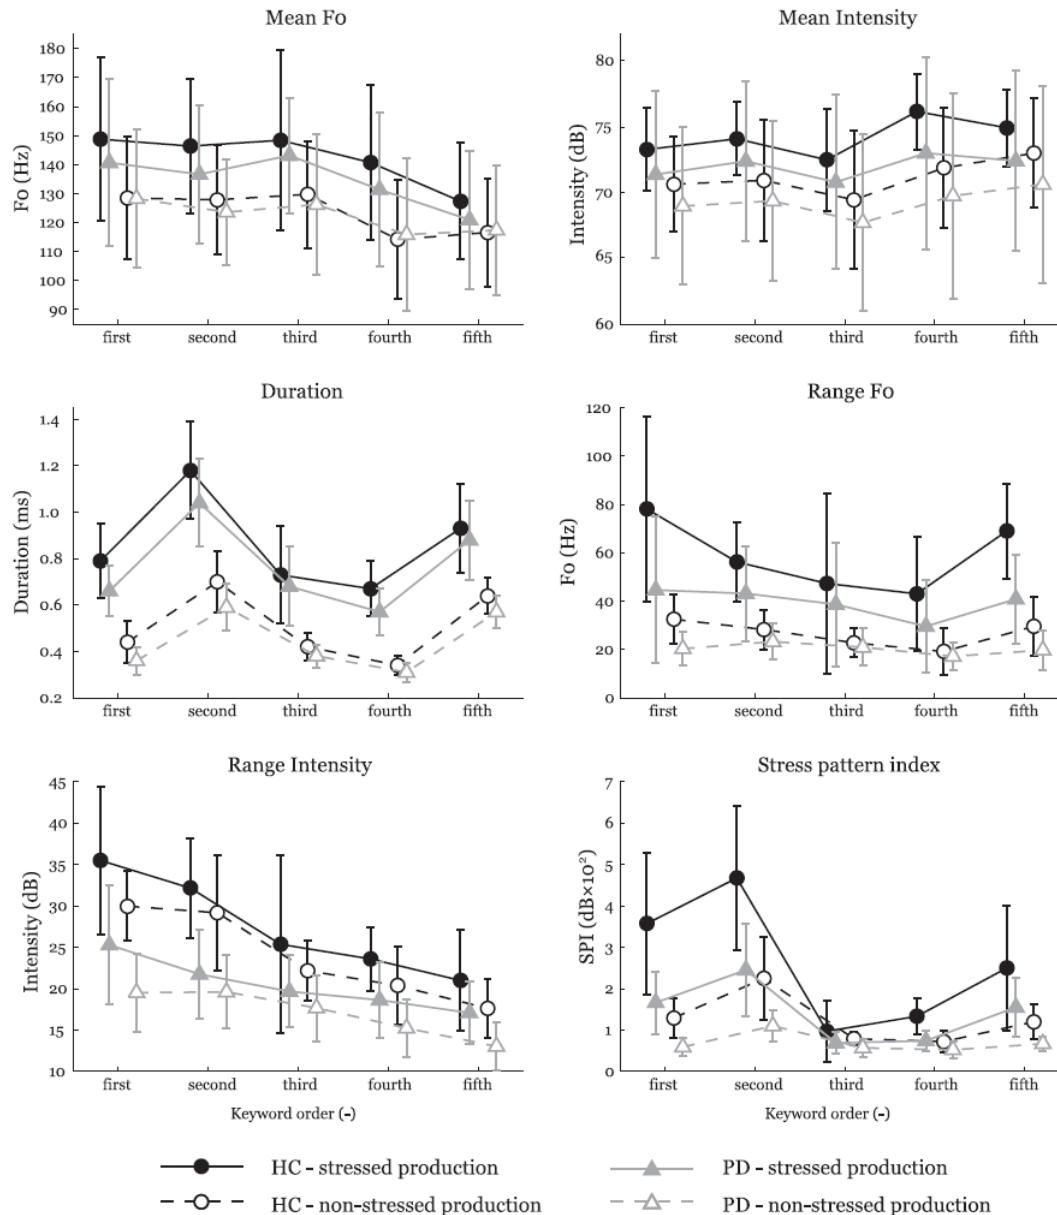 Mean F0
Mean Intensity
F0 (Hz)
180
170
160
150
140
130
120
110
100
90
first second third fourth fifth
Intensity (dB)
80
75
70
65
60
first second third fourth fifth
Duration
Range F0
Duration (ms)
1.4
1.2
1.0
0.8
0.6
0.4
0.2
first second third fourth fifth
F0 (Hz)
120
100
80
60
40
20
0
first second third fourth fifth
Range Intensity
Stress pattern index
Intensity (dB)
45
40
35
30
25
20
15
10
first second third fourth fifth
Keyword order (-)
SPI (dB×10²)
7
6
5
4
3
2
1
0
first second third fourth fifth
Keyword order (-)
HC - stressed production
PD - stressed production
HC - non-stressed production
PD - non-stressed production